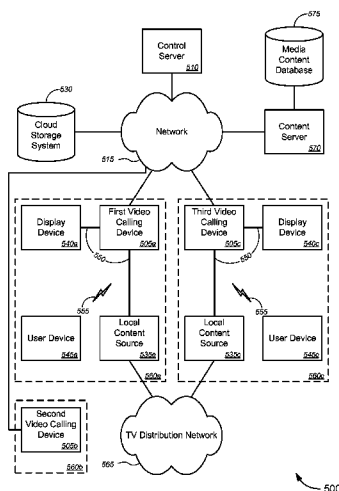 575
Control
Server
510
Media
Content
Database
530
Cloud
Storage
System
Network
515
Content
Server
570
Display
Device
540a
First Video
Calling Device
505a
Third Video
Calling Device
505c
Display
Device
540c
550
550
555
555
User Device
545a
Local
Content
Source
535a
Local
Content
Source
535c
User Device
545c
560a
560c
Second
Video Calling
Device
505b
560b
TV Distribution Network
565
500